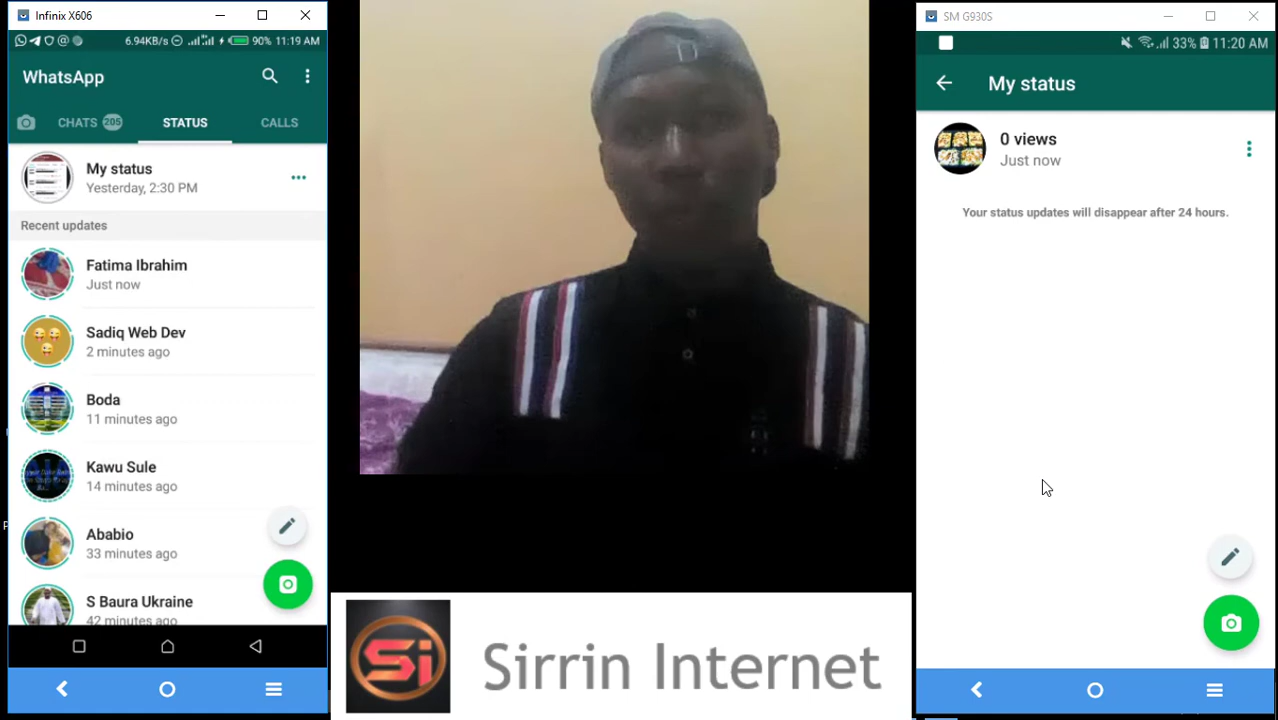 Infinix X606
6.94KB/s 90% 11:19 AM
WhatsApp
CHATS 205 STATUS CALLS
My status
Yesterday, 2:30 PM
Recent updates
Fatima Ibrahim
Just now
Sadiq Web Dev
2 minutes ago
Boda
11 minutes ago
Kawu Sule
14 minutes ago
Ababio
33 minutes ago
S Baura Ukraine
42 minutes ago
Si Sirrin Internet
SM G930S
33% 11:20 AM
My status
0 views
Just now
Your status updates will disappear after 24 hours.